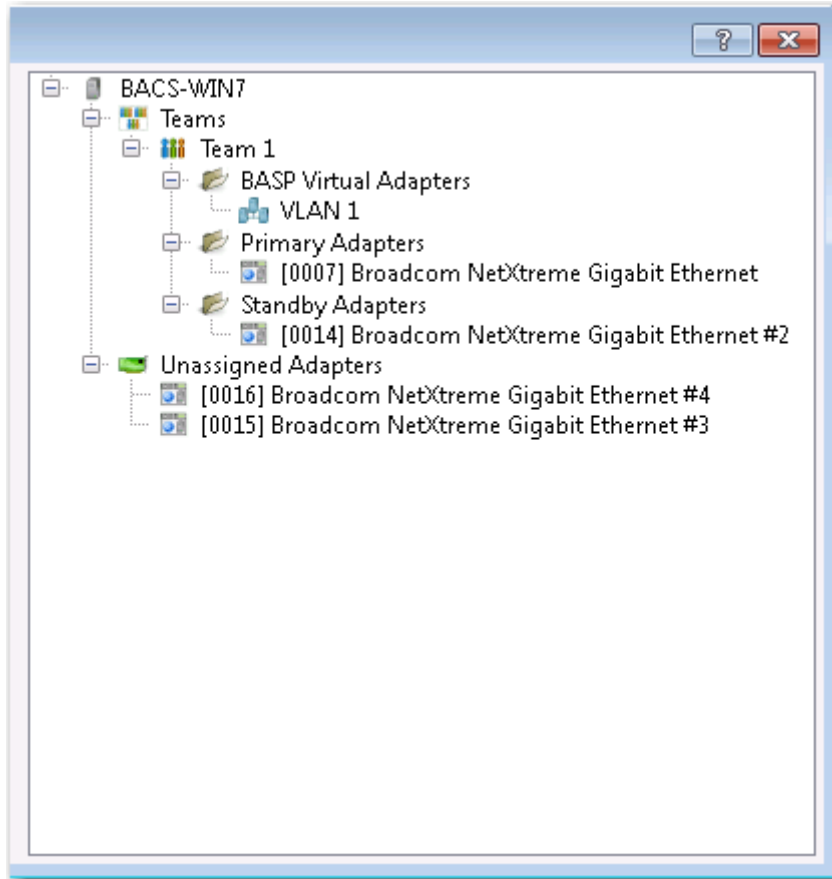 BACS-WIN7
Teams
Team 1
BASP Virtual Adapters
VLAN 1
Primary Adapters
[0007] Broadcom NetXtreme Gigabit Ethernet
Standby Adapters
[0014] Broadcom NetXtreme Gigabit Ethernet #2
Unassigned Adapters
[0016] Broadcom NetXtreme Gigabit Ethernet #4
[0015] Broadcom NetXtreme Gigabit Ethernet #3